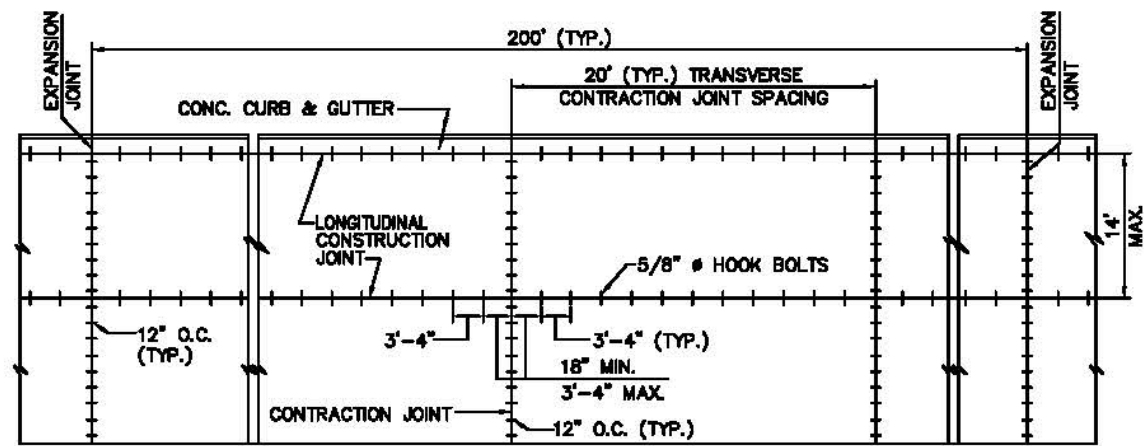 EXPANSION
JOINT
200' (TYP.)
20' (TYP.) TRANSVERSE
CONTRACTION JOINT SPACING
EXPANSION
JOINT
CONC. CURB & GUTTER
LONGITUDINAL
CONSTRUCTION
JOINT
14'
MAX.
5/8" ø HOOK BOLTS
12" O.C.
(TYP.)
3'-4"
3'-4" (TYP.)
18" MIN.
3'-4" MAX.
CONTRACTION JOINT
12" O.C. (TYP.)